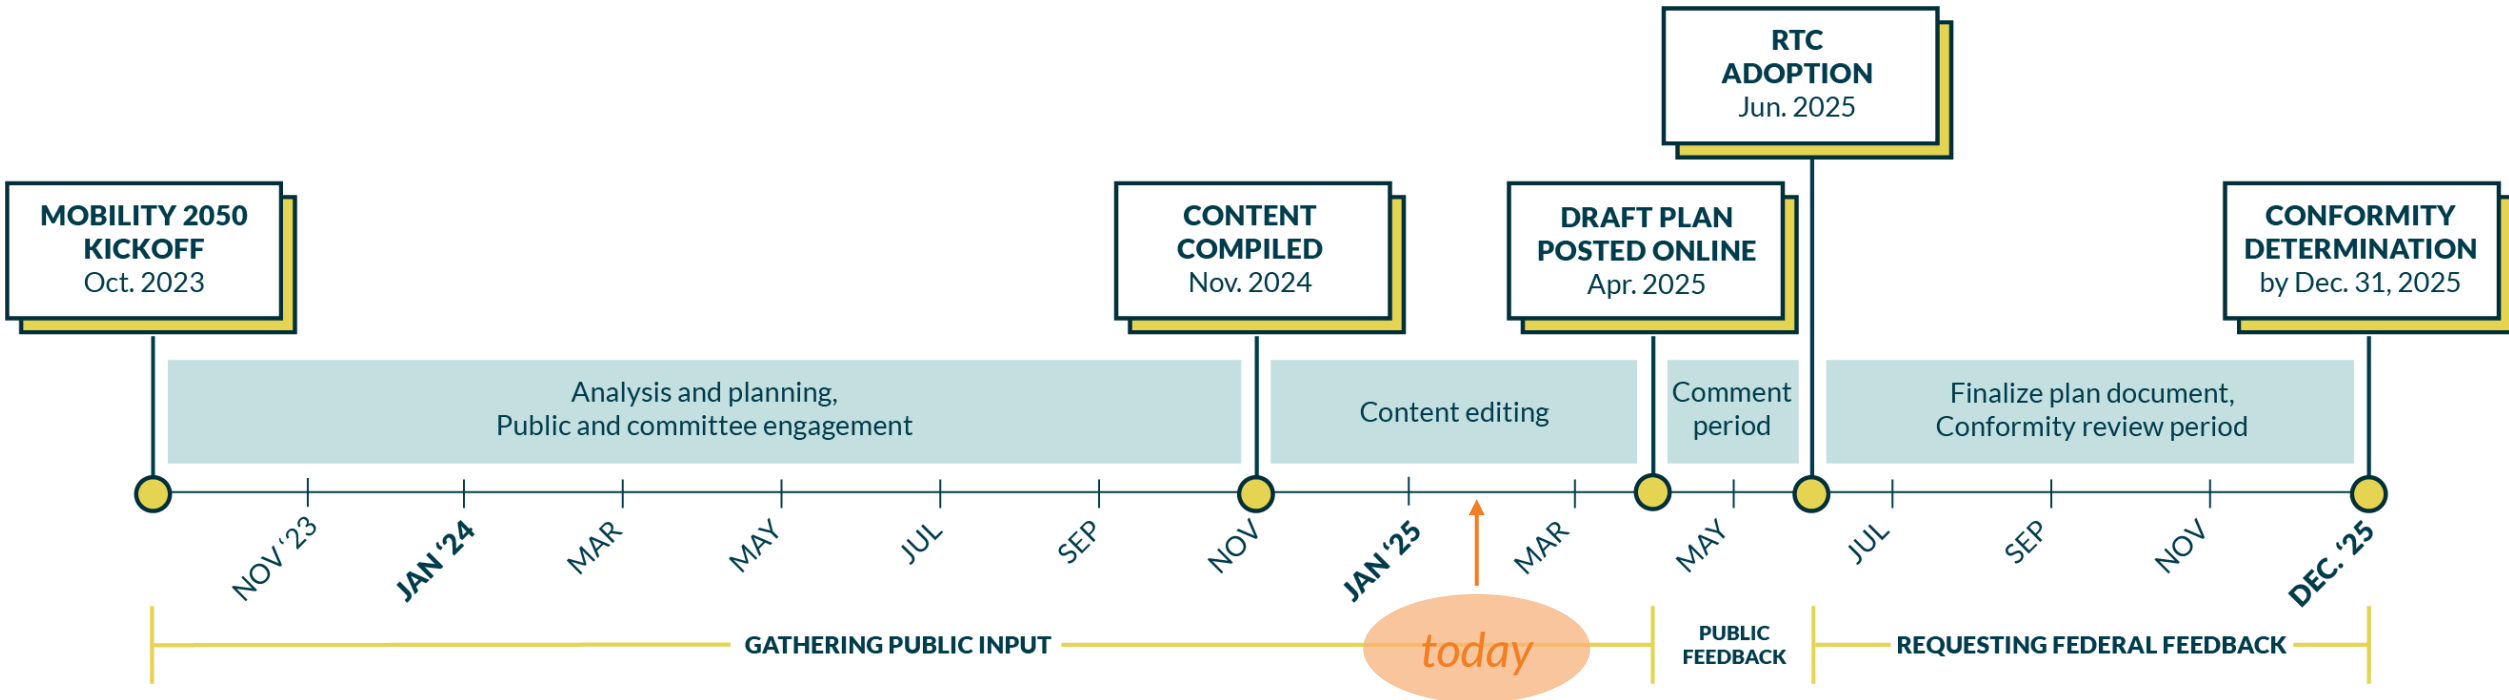 RTC
ADOPTION
Jun. 2025
MOBILITY 2050
KICKOFF
Oct. 2023
CONTENT
COMPILED
Nov. 2024
DRAFT PLAN
POSTED ONLINE
Apr. 2025
CONFORMITY
DETERMINATION
by Dec. 31, 2025
Analysis and planning,
Public and committee engagement
Content editing
Comment
period
Finalize plan document,
Conformity review period
NOV ‘23
JAN ‘24
MAR
MAY
JUL
SEP
NOV
JAN ‘25
MAR
MAY
JUL
SEP
NOV
DEC. ‘25
GATHERING PUBLIC INPUT
today
PUBLIC
FEEDBACK
REQUESTING FEDERAL FEEDBACK